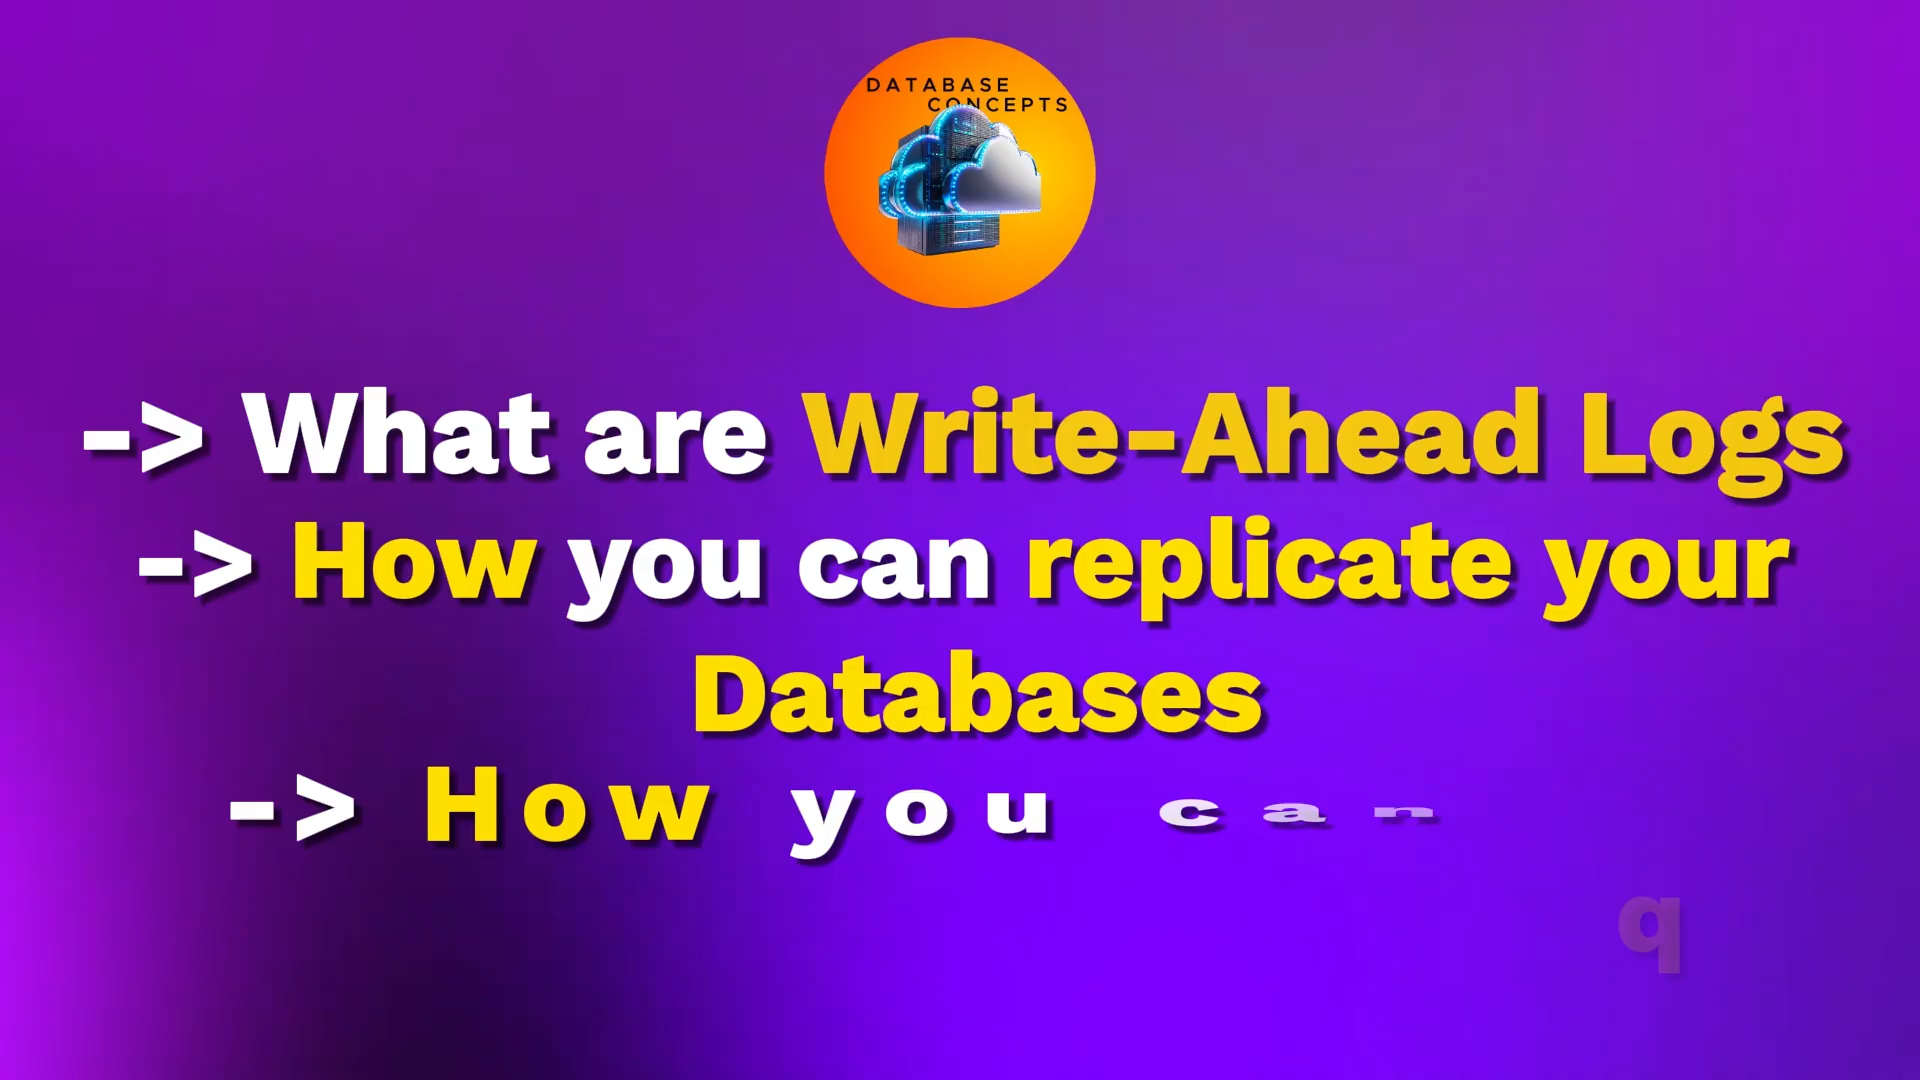 DATABASE
CONCEPTS
-> What are Write-Ahead Logs
-> How you can replicate your
Databases
-> How you can
q